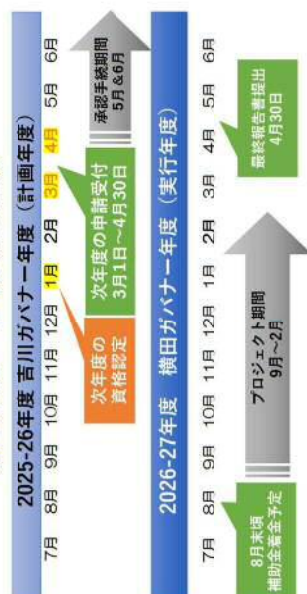 2025-26年度 吉川ガバナー年度（計画年度）
7月 8月 9月 10月 11月 12月 1月 2月 3月 4月 5月 6月
次年度の
資格認定
次年度の申請受付
3月1日～4月30日
承認手続期間
5月&6月
2026-27年度 横田ガバナー年度（実行年度）
7月 8月 9月 10月 11月 12月 1月 2月 3月 4月 5月 6月
8月末頃
補助金着金予定
プロジェクト期間
9月～2月
最終報告書提出
4月30日